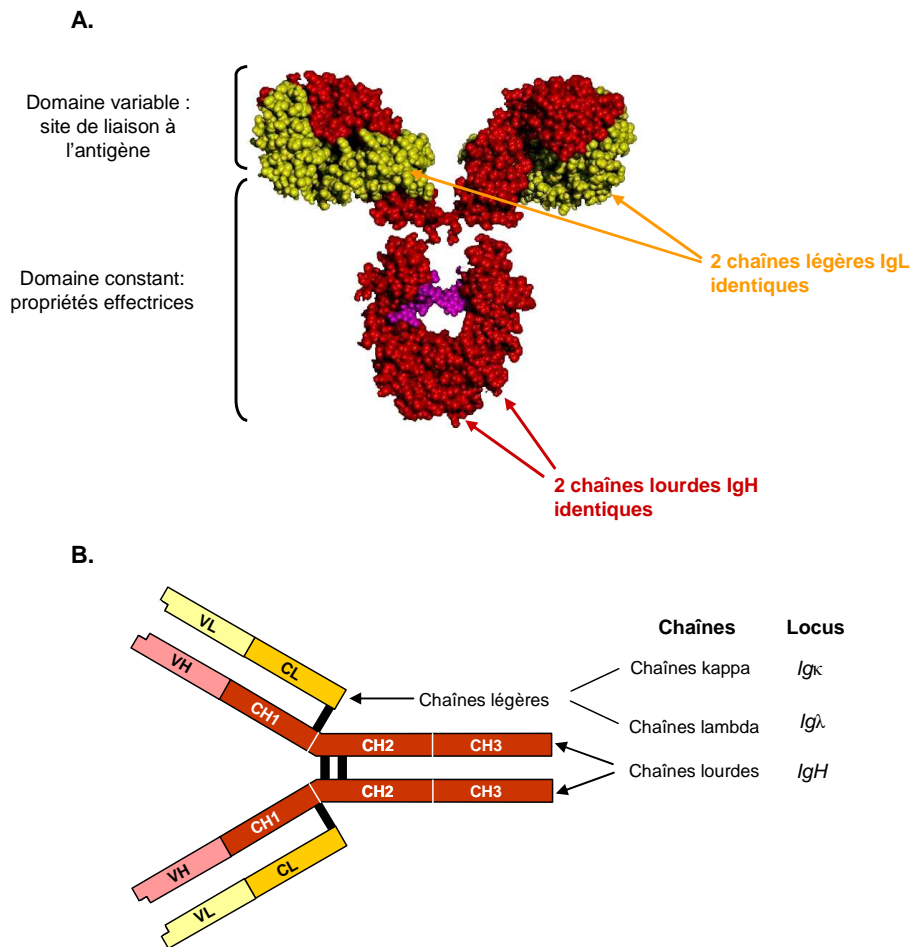 A.
Domaine variable :
site de liaison à
l'antigène
Domaine constant:
propriétés effectrices
2 chaînes légères IgL
identiques
2 chaînes lourdes IgH
identiques
B.
VL
CL
VH
CH1
CH2
CH3
CH2
CH3
CH1
VH
CL
VL
Chaînes légères
Chaînes Locus
Chaînes kappa Igκ
Chaînes lambda Igλ
Chaînes lourdes IgH